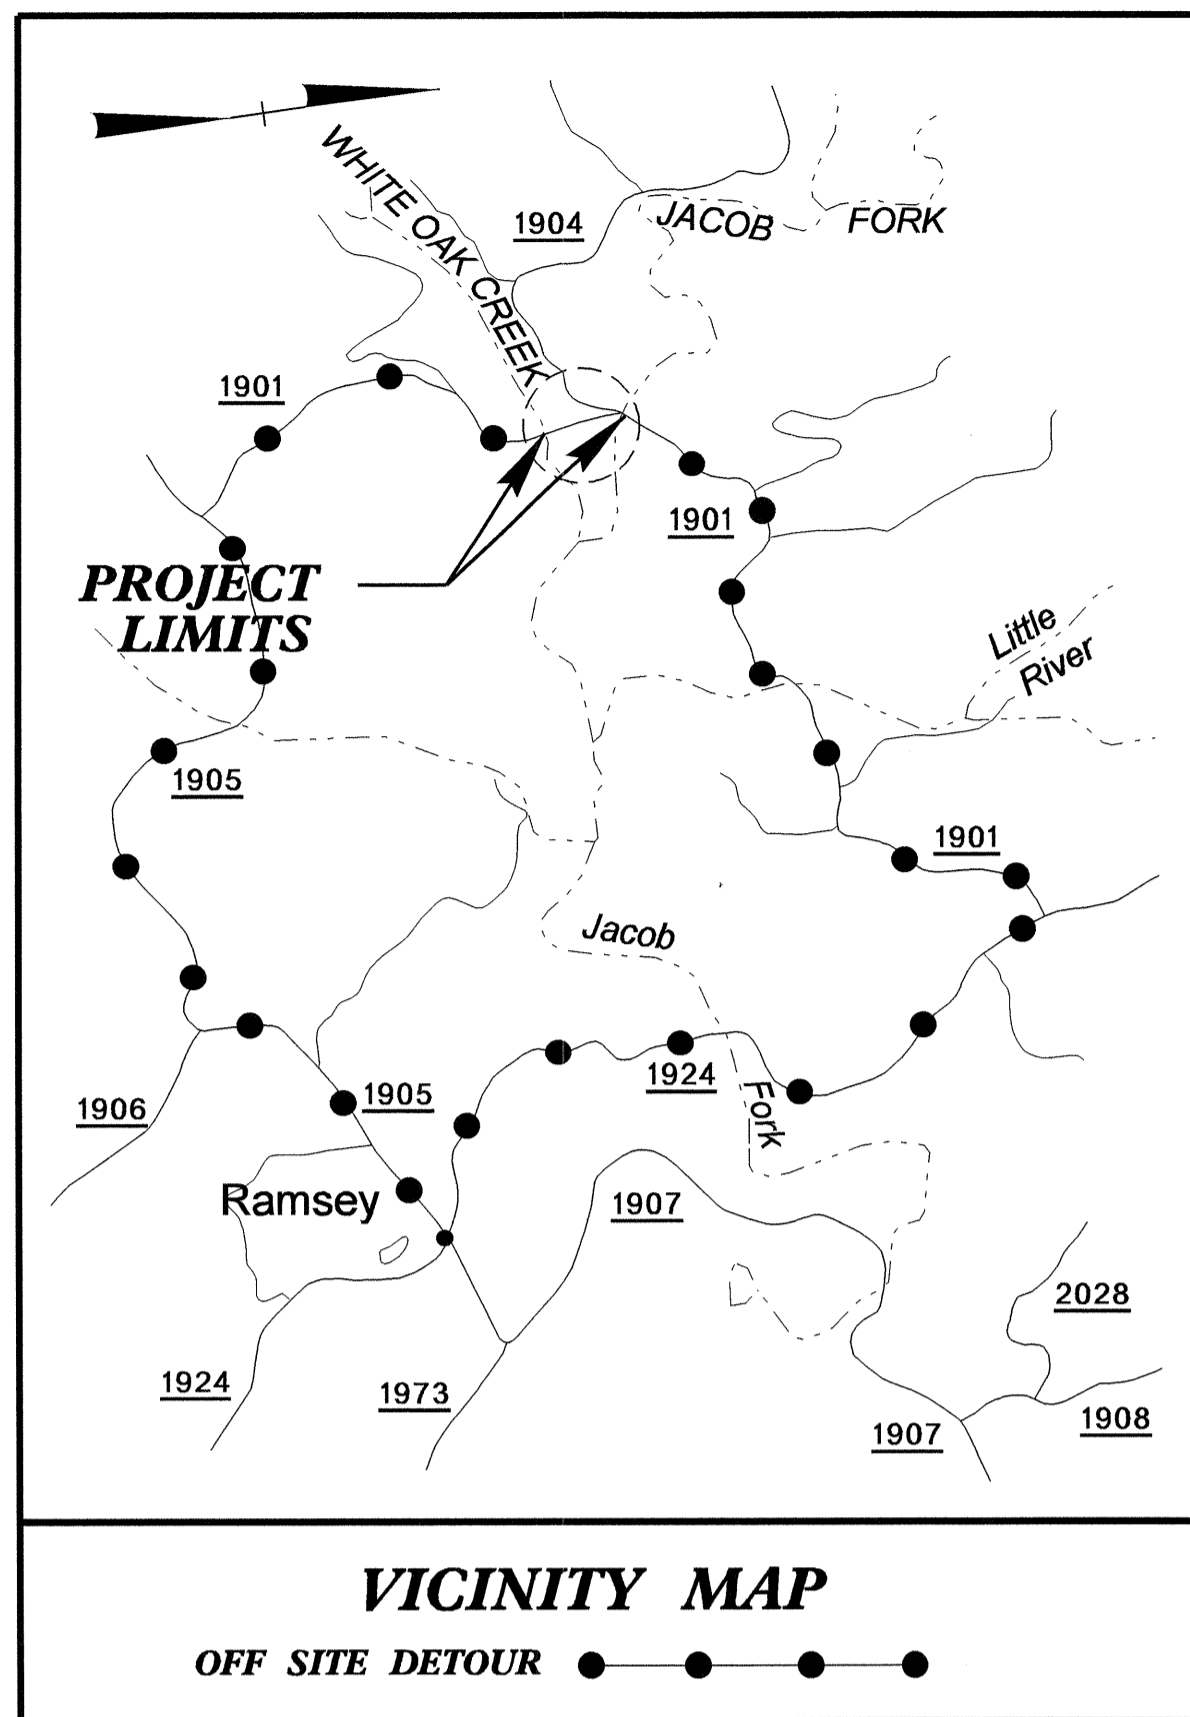 WHITE OAK CREEK
1904
JACOB FORK
1901
1901
PROJECT
LIMITS
Little
River
1905
1901
Jacob
Fork
1924
1905
1906
Ramsey
1907
2028
1924
1973
1907
1908
VICINITY MAP
OFF SITE DETOUR